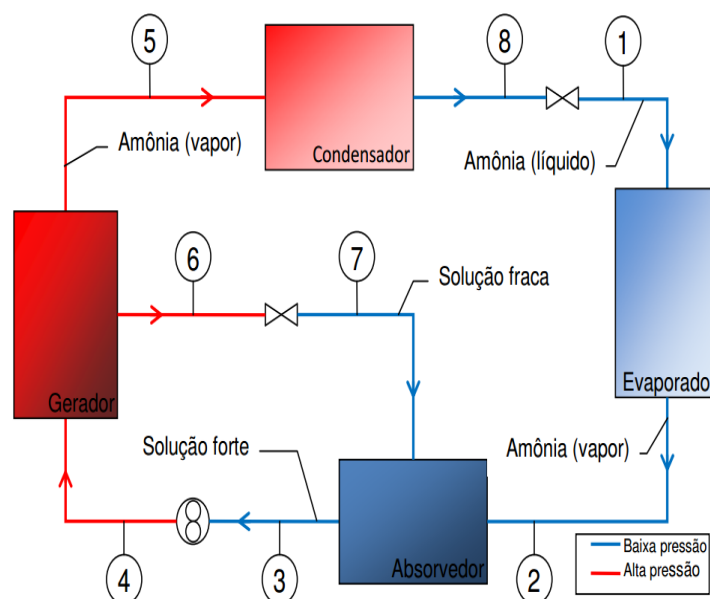 5
8
1
Amônia (vapor)
Condensador
Amônia (líquido)
6
7
Solução fraca
Gerador
Evaporado
Solução forte
Amônia (vapor)
4
3
Absorvedor
2
Baixa pressão
Alta pressão